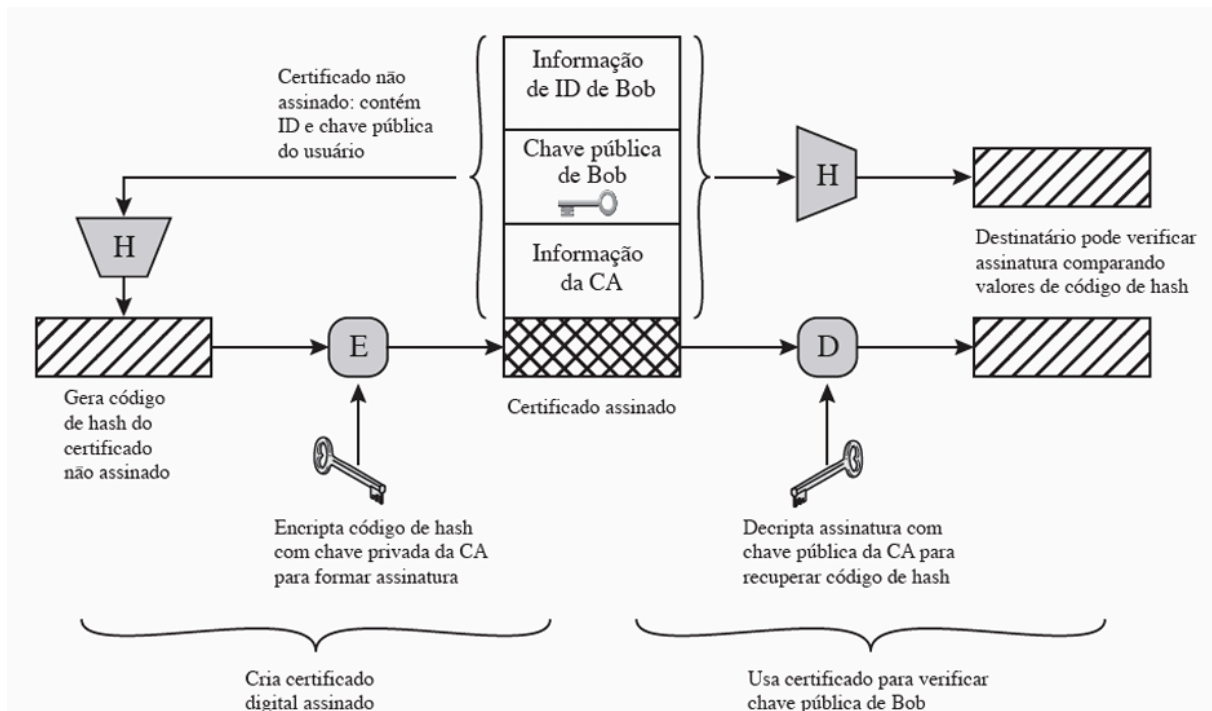 Certificado não
assinado: contém
ID e chave pública
do usuário
Informação
de ID de Bob
Chave pública
de Bob
Informação
da CA
H
H
Destinatário pode verificar
assinatura comparando
valores de código de hash
E
D
Gera código
de hash do
certificado
não assinado
Certificado assinado
Encripta código de hash
com chave privada da CA
para formar assinatura
Decripta assinatura com
chave pública da CA para
recuperar código de hash
Cria certificado
digital assinado
Usa certificado para verificar
chave pública de Bob